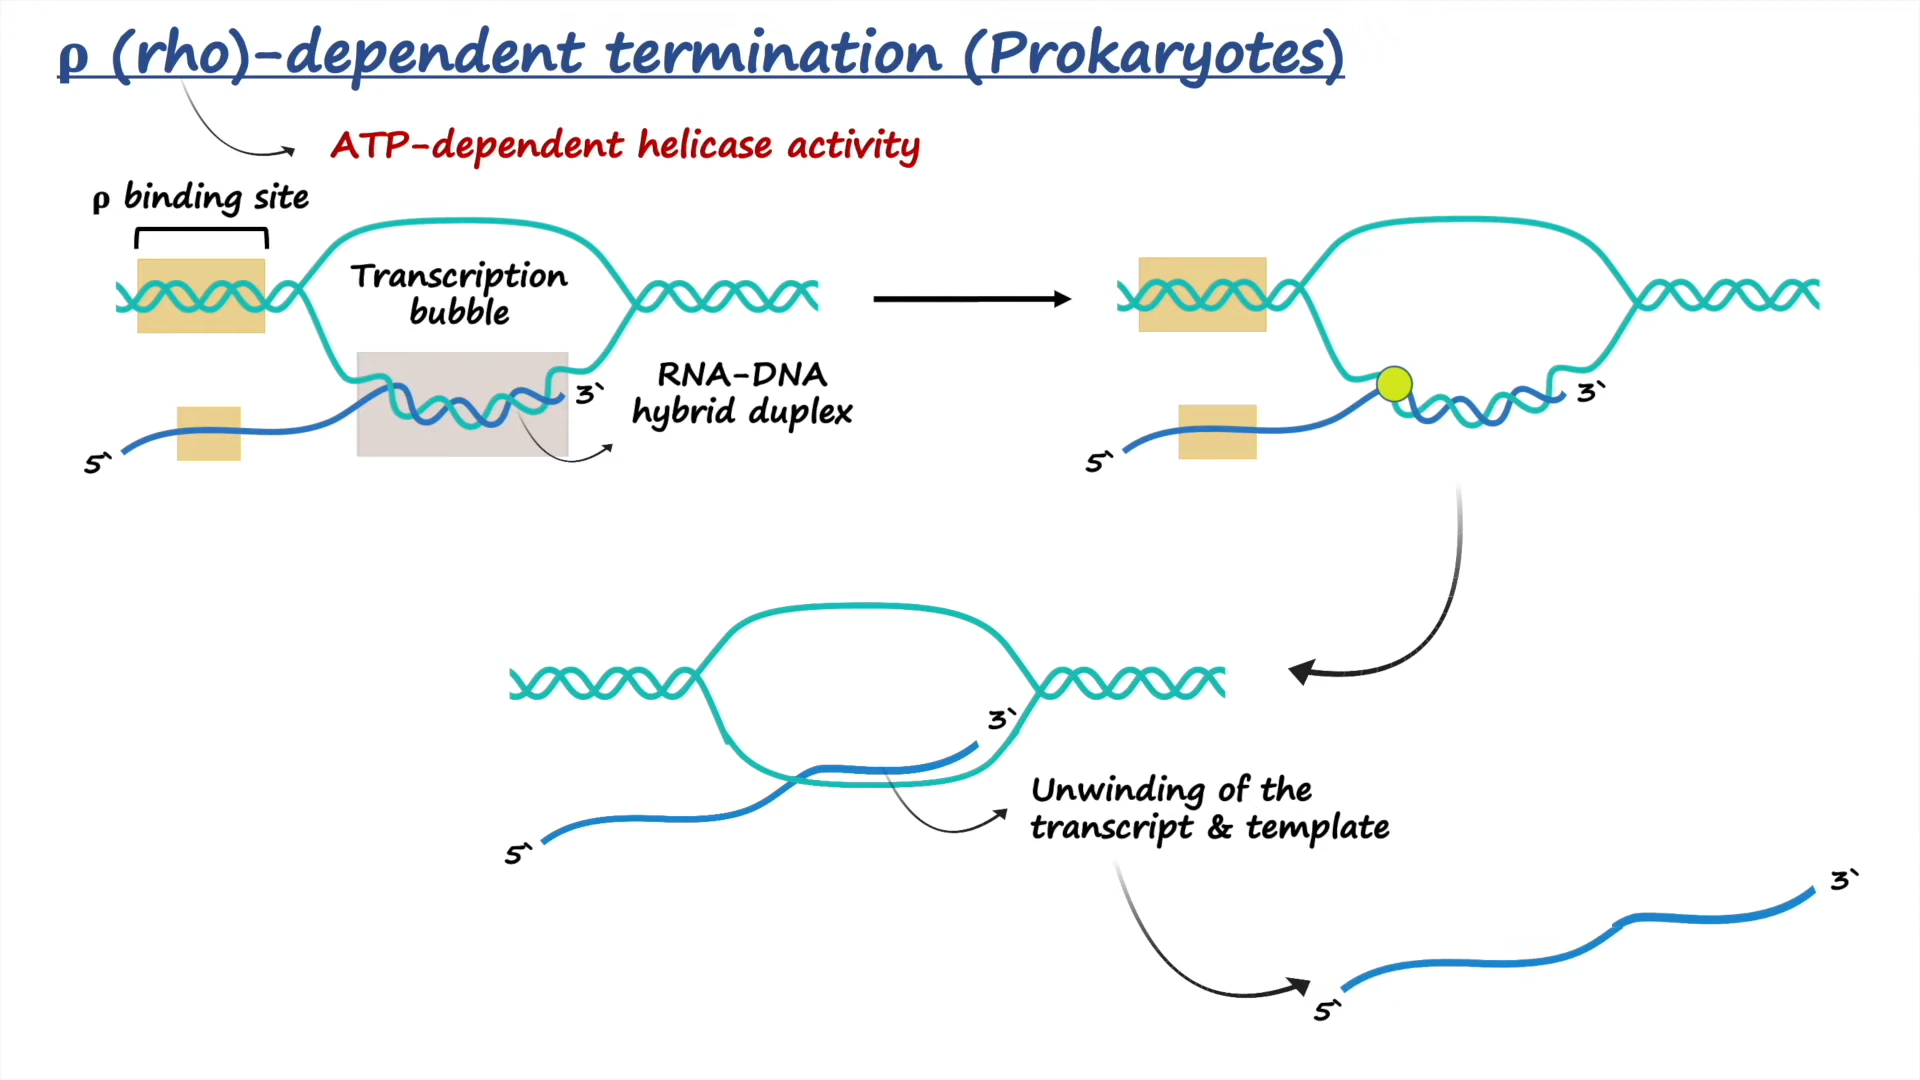 ρ (rho)-dependent termination (Prokaryotes)
ATP-dependent helicase activity
ρ binding site
Transcription
bubble
RNA-DNA
hybrid duplex
3`
5`
3`
5`
3`
5`
Unwinding of the
transcript & template
3`
5`